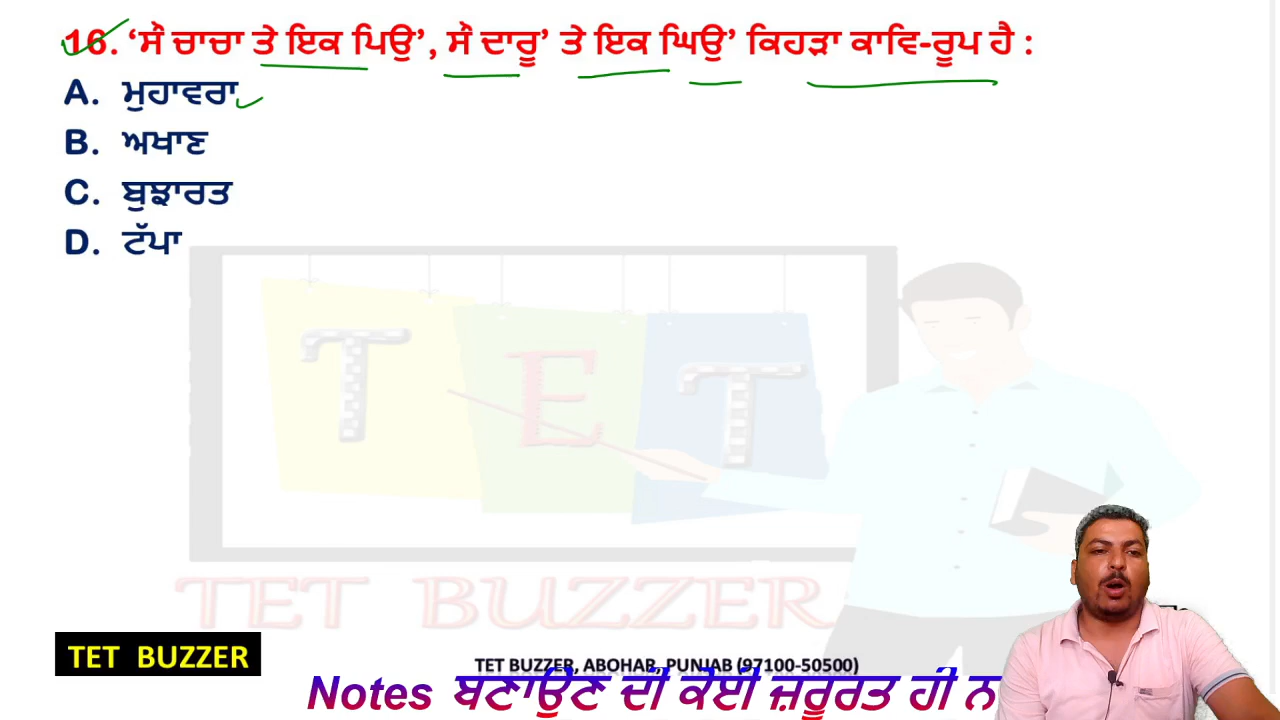 16. ‘ਸੌ ਚਾਚਾ ਤੇ ਇਕ ਪਿਉ’, ਸੌ ਦਾਰੂ’ ਤੇ ਇਕ ਘਿਉ’ ਕਿਹੜਾ ਕਾਵਿ-ਰੂਪ ਹੈ :
A. ਮੁਹਾਵਰਾ
B. ਅਖਾਣ
C. ਬੁਝਾਰਤ
D. ਟੱਪਾ
T E T
TET BUZZER
TET BUZZER
TET BUZZER, ABOHAR, PUNJAB (97100-50500)
Notes ਬਣਾਉਣ ਦੀ ਕੋਈ ਜ਼ਰੂਰਤ ਹੀ ਨ